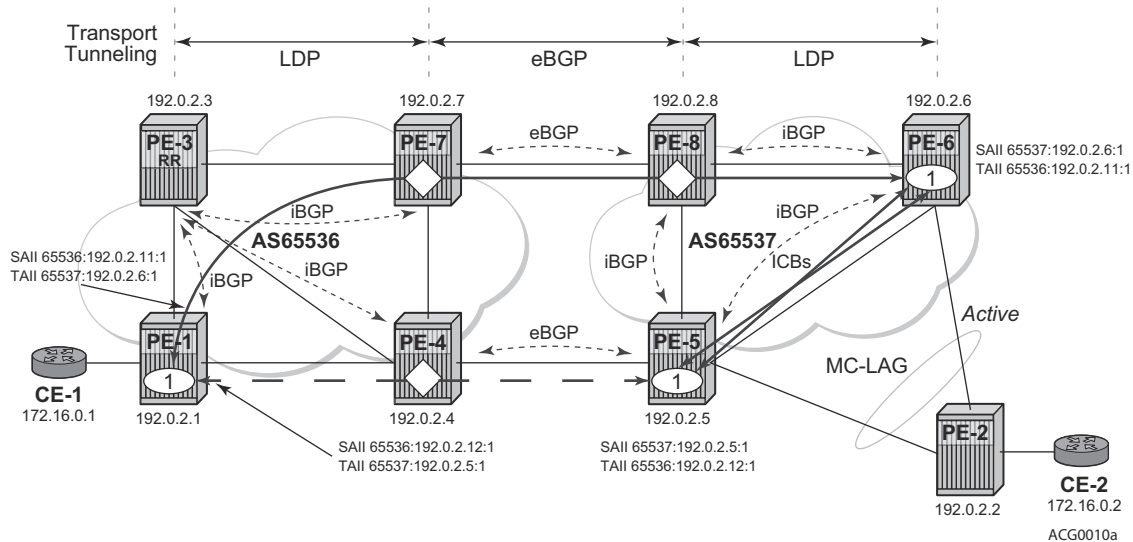 Transport
Tunneling
LDP
eBGP
LDP
192.0.2.3
192.0.2.7
192.0.2.8
192.0.2.6
PE-3
RR
PE-7
PE-8
PE-6
eBGP
iBGP
SAII 65537:192.0.2.6:1
TAII 65536:192.0.2.11:1
1
iBGP
iBGP
AS65536
AS65537
SAII 65536:192.0.2.11:1
TAII 65537:192.0.2.6:1
iBGP
iBGP
iBGP
ICBs
Active
PE-1
PE-4
eBGP
PE-5
MC-LAG
1
1
CE-1
172.16.0.1
192.0.2.1
192.0.2.4
192.0.2.5
PE-2
SAII 65536:192.0.2.12:1
TAII 65537:192.0.2.5:1
SAII 65537:192.0.2.5:1
TAII 65536:192.0.2.12:1
CE-2
172.16.0.2
192.0.2.2
ACG0010a